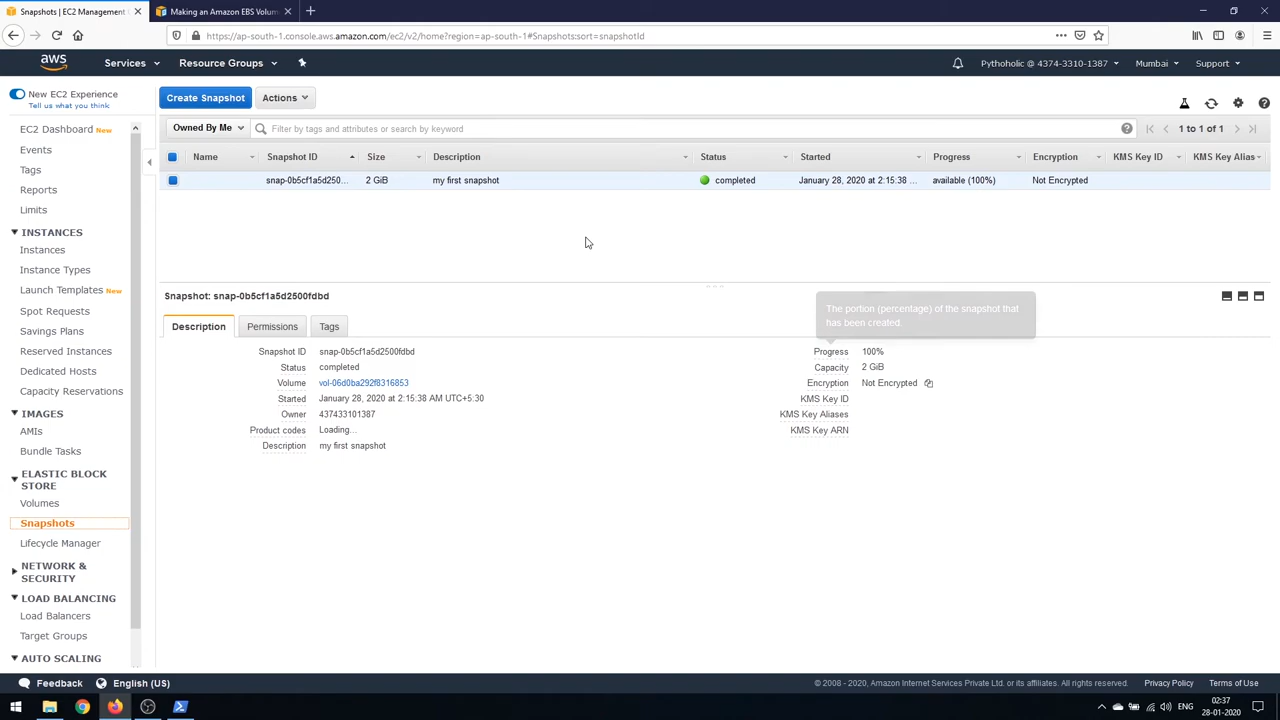 Snapshots | EC2 Management
Making an Amazon EBS Volum
https://ap-south-1.console.aws.amazon.com/ec2/v2/home?region=ap-south-1#Snapshots:sort=snapshotId
aws
Services
Resource Groups
Pythoholic @ 4374-3310-1387
Mumbai
Support
New EC2 Experience
Tell us what you think
EC2 Dashboard New
Events
Tags
Reports
Limits
INSTANCES
Instances
Instance Types
Launch Templates New
Spot Requests
Savings Plans
Reserved Instances
Dedicated Hosts
Capacity Reservations
IMAGES
AMIs
Bundle Tasks
ELASTIC BLOCK
STORE
Volumes
Snapshots
Lifecycle Manager
NETWORK &
SECURITY
LOAD BALANCING
Load Balancers
Target Groups
AUTO SCALING
Create Snapshot
Actions
Owned By Me
Filter by tags and attributes or search by keyword
1 to 1 of 1
Name Snapshot ID Size Description Status Started Progress Encryption KMS Key ID KMS Key Alias
snap-0b5cf1a5d250... 2 GiB my first snapshot completed January 28, 2020 at 2:15:38 ... available (100%) Not Encrypted
Snapshot: snap-0b5cf1a5d2500fdbd
The portion (percentage) of the snapshot that
has been created.
Description
Permissions
Tags
Snapshot ID snap-0b5cf1a5d2500fdbd
Status completed
Volume vol-06d0ba292f8316853
Started January 28, 2020 at 2:15:38 AM UTC+5:30
Owner 437433101387
Product codes Loading...
Description my first snapshot
Progress 100%
Capacity 2 GiB
Encryption Not Encrypted
KMS Key ID
KMS Key Aliases
KMS Key ARN
Feedback
English (US)
© 2008 - 2020, Amazon Internet Services Private Ltd. or its affiliates. All rights reserved.
Privacy Policy
Terms of Use
ENG
02:37
28-01-2020